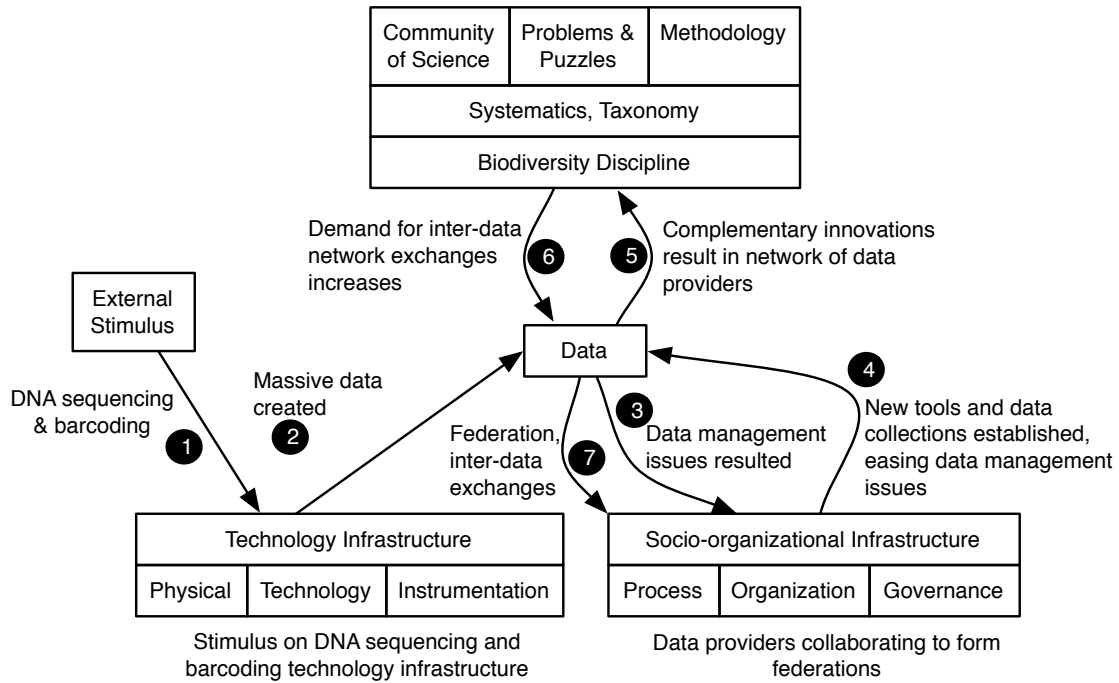 Community
of Science
Problems &
Puzzles
Methodology
Systematics, Taxonomy
Biodiversity Discipline
Demand for inter-data
network exchanges
increases
6
5
Complementary innovations
result in network of data
providers
External
Stimulus
Data
DNA sequencing
& barcoding
1
Massive data
created
2
Federation,
inter-data
exchanges
7
3
Data management
issues resulted
4
New tools and data
collections established,
easing data management
issues
Technology Infrastructure
Physical
Technology
Instrumentation
Stimulus on DNA sequencing and
barcoding technology infrastructure
Socio-organizational Infrastructure
Process
Organization
Governance
Data providers collaborating to form
federations